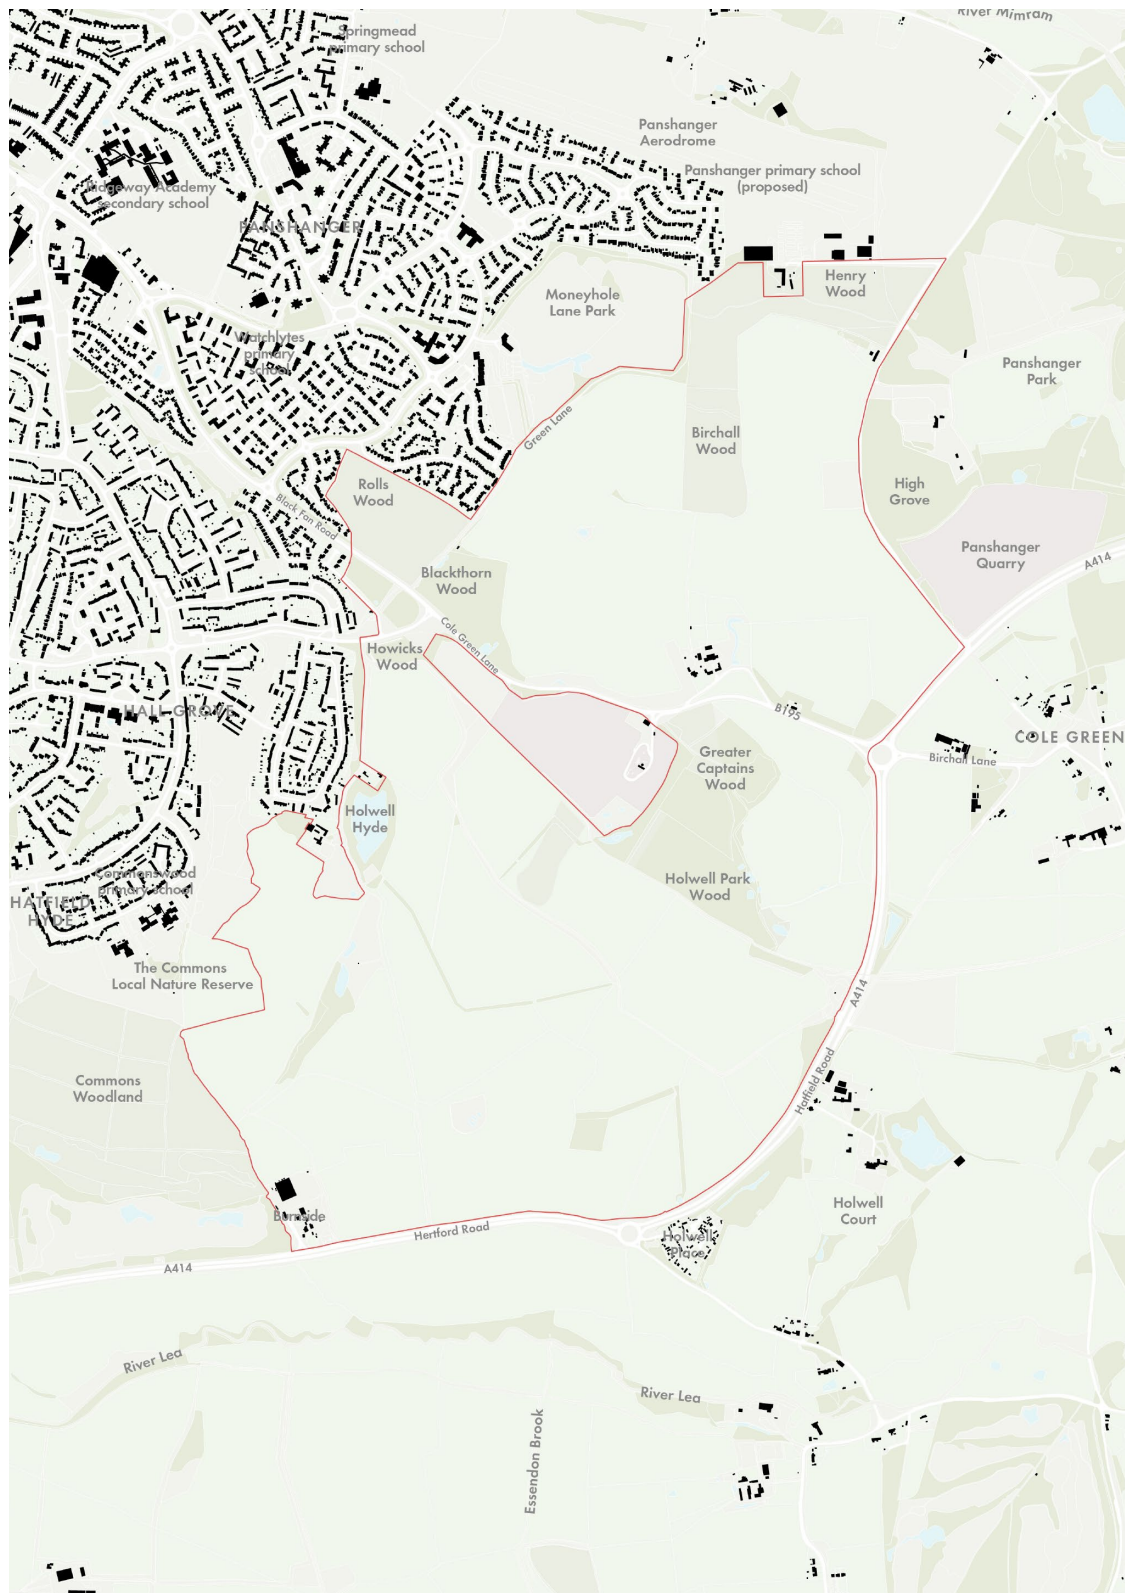 River Mimram
Springmead
primary school
Panshanger
Aerodrome
Panshanger primary school
(proposed)
Ridgeway Academy
secondary school
PANSHANGER
Henry
Wood
Moneyhole
Lane Park
Watchlytes
primary
school
Panshanger
Park
Green Lane
Birchall
Wood
Rolls
Wood
High
Grove
Black Fan Road
Panshanger
Quarry
A414
Blackthorn
Wood
Cole Green Lane
Howicks
Wood
HALL GROVE
B195
COLE GREEN
Greater
Captains
Wood
Birchall Lane
Holwell
Hyde
Commonswood
primary school
Holwell Park
Wood
HATFIELD
HYDE
The Commons
Local Nature Reserve
A414
Hatfield Road
Commons
Woodland
Holwell
Court
Burnside
Hertford Road
Holwell
Place
A414
River Lea
River Lea
Essendon Brook